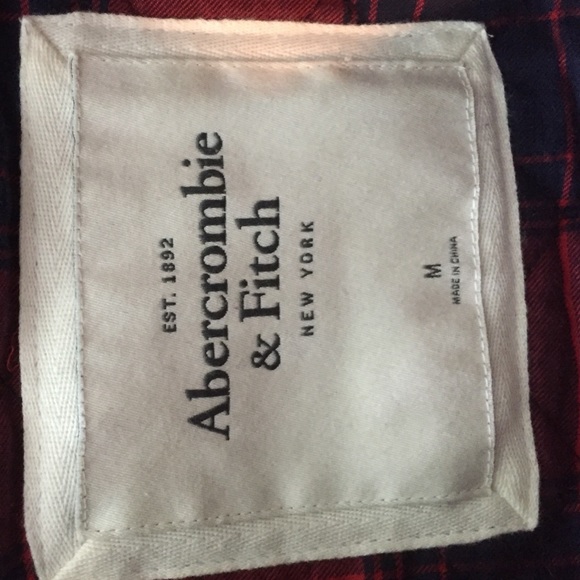 EST. 1892
Abercrombie
& Fitch
NEW YORK
M
MADE IN CHINA